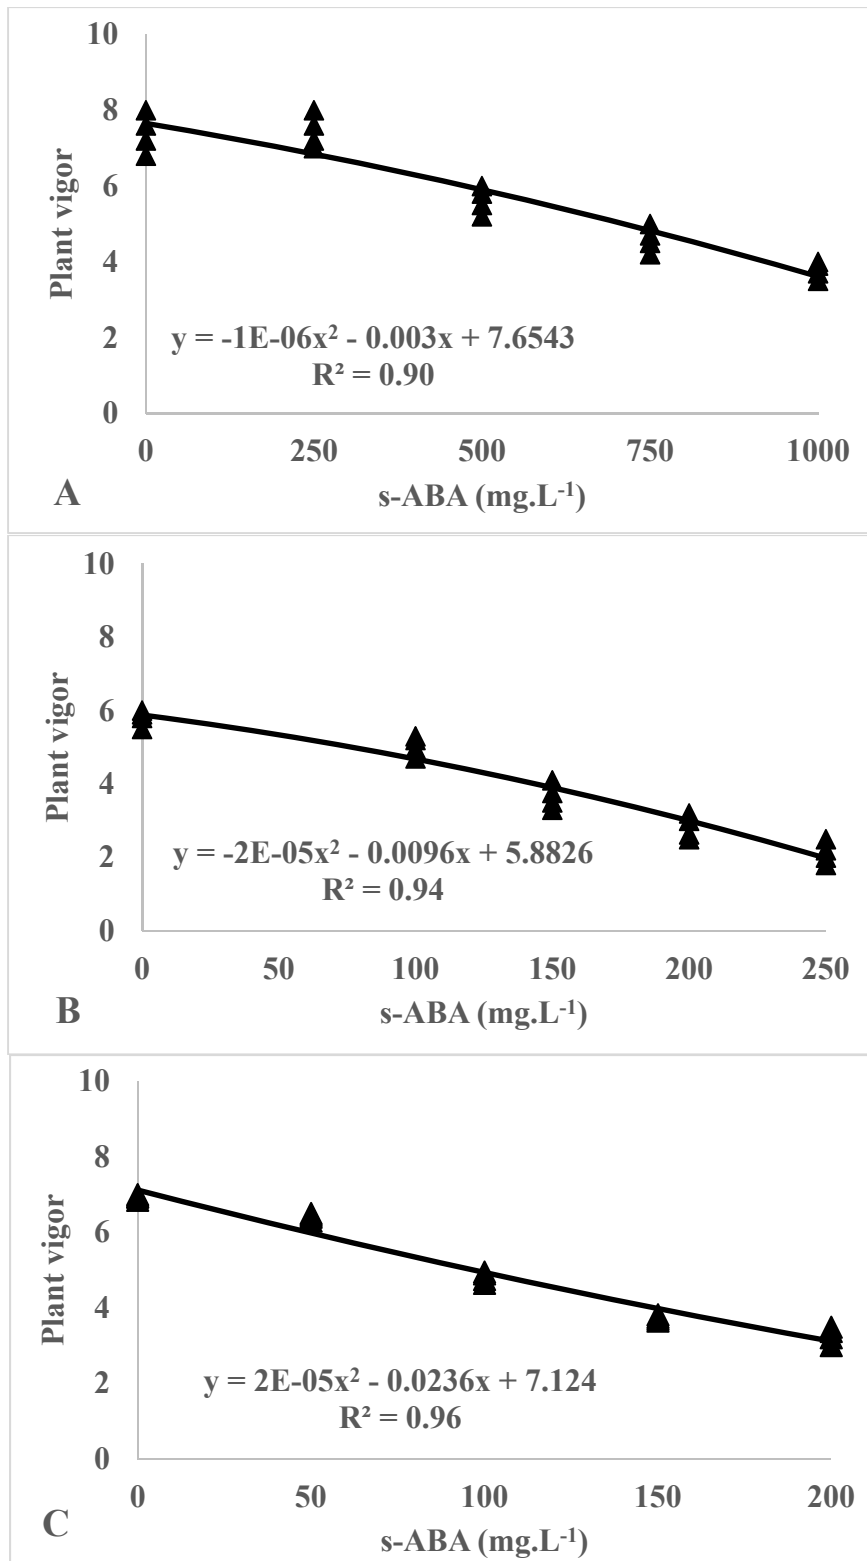 10
8
6
4
2
0
Plant vigor
y = -1E-06x² - 0.003x + 7.6543
R² = 0.90
0 250 500 750 1000
A
s-ABA (mg.L⁻¹)
10
8
6
4
2
0
Plant vigor
y = -2E-05x² - 0.0096x + 5.8826
R² = 0.94
0 50 100 150 200 250
B
s-ABA (mg.L⁻¹)
10
8
6
4
2
0
Plant vigor
y = 2E-05x² - 0.0236x + 7.124
R² = 0.96
0 50 100 150 200
C
s-ABA (mg.L⁻¹)